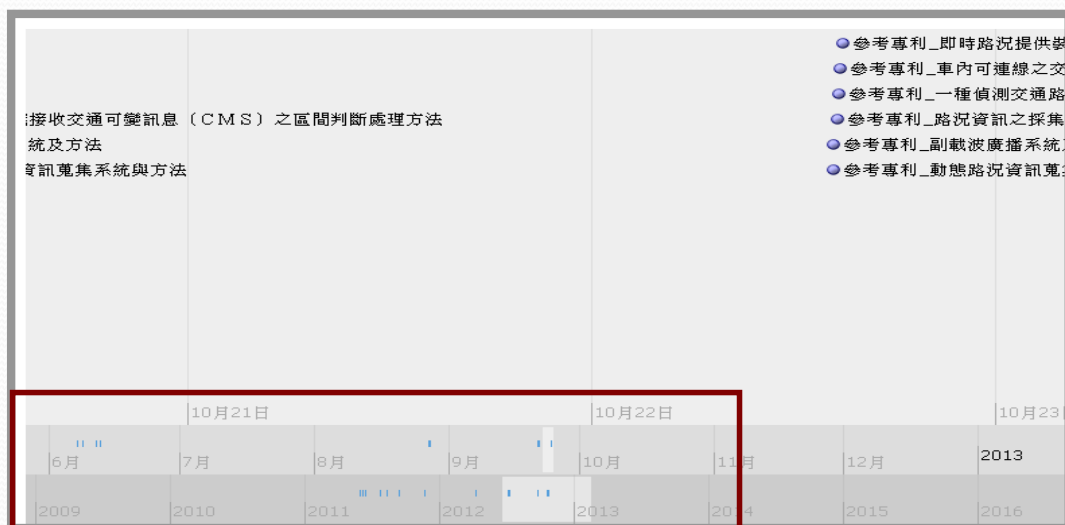 參考專利_即時路況提供裝
參考專利_車內可連線之交
參考專利_一種偵測交通路
接收交通可變訊息（CMS）之區間判斷處理方法
參考專利_路況資訊之採集
統及方法
參考專利_副載波廣播系統
資訊蒐集系統與方法
參考專利_動態路況資訊蒐
10月21日
10月22日
10月23
6月
7月
8月
9月
10月
11月
12月
2013
2009
2010
2011
2012
2013
2014
2015
2016